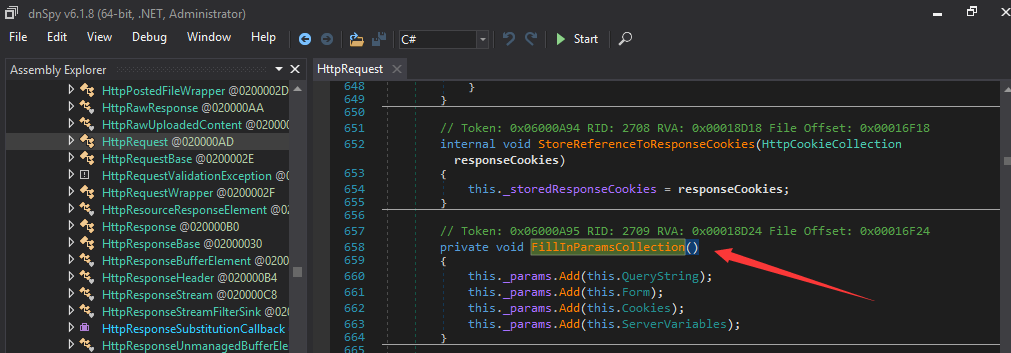 dnSpy v6.1.8 (64-bit, .NET, Administrator)
File Edit View Debug Window Help C# Start
Assembly Explorer
HttpPostedFileWrapper @0200002D
HttpRawResponse @020000AA
HttpRawUploadedContent @020000
HttpRequest @020000AD
HttpRequestBase @0200002E
HttpRequestValidationException @02
HttpRequestWrapper @0200002F
HttpResourceResponseElement @020
HttpResponse @020000B0
HttpResponseBase @02000030
HttpResponseBufferElement @02000
HttpResponseHeader @020000B4
HttpResponseStream @020000C8
HttpResponseStreamFilterSink @0200
HttpResponseSubstitutionCallback @
HttpResponseUnmanagedBufferEle
HttpRequest
648 }
649 }
650
651 // Token: 0x06000A94 RID: 2708 RVA: 0x00018D18 File Offset: 0x00016F18
652 internal void StoreReferenceToResponseCookies(HttpCookieCollection
responseCookies)
653 {
654 this._storedResponseCookies = responseCookies;
655 }
656
657 // Token: 0x06000A95 RID: 2709 RVA: 0x00018D24 File Offset: 0x00016F24
658 private void FillInParamsCollection()
659 {
660 this._params.Add(this.QueryString);
661 this._params.Add(this.Form);
662 this._params.Add(this.Cookies);
663 this._params.Add(this.ServerVariables);
664 }
665